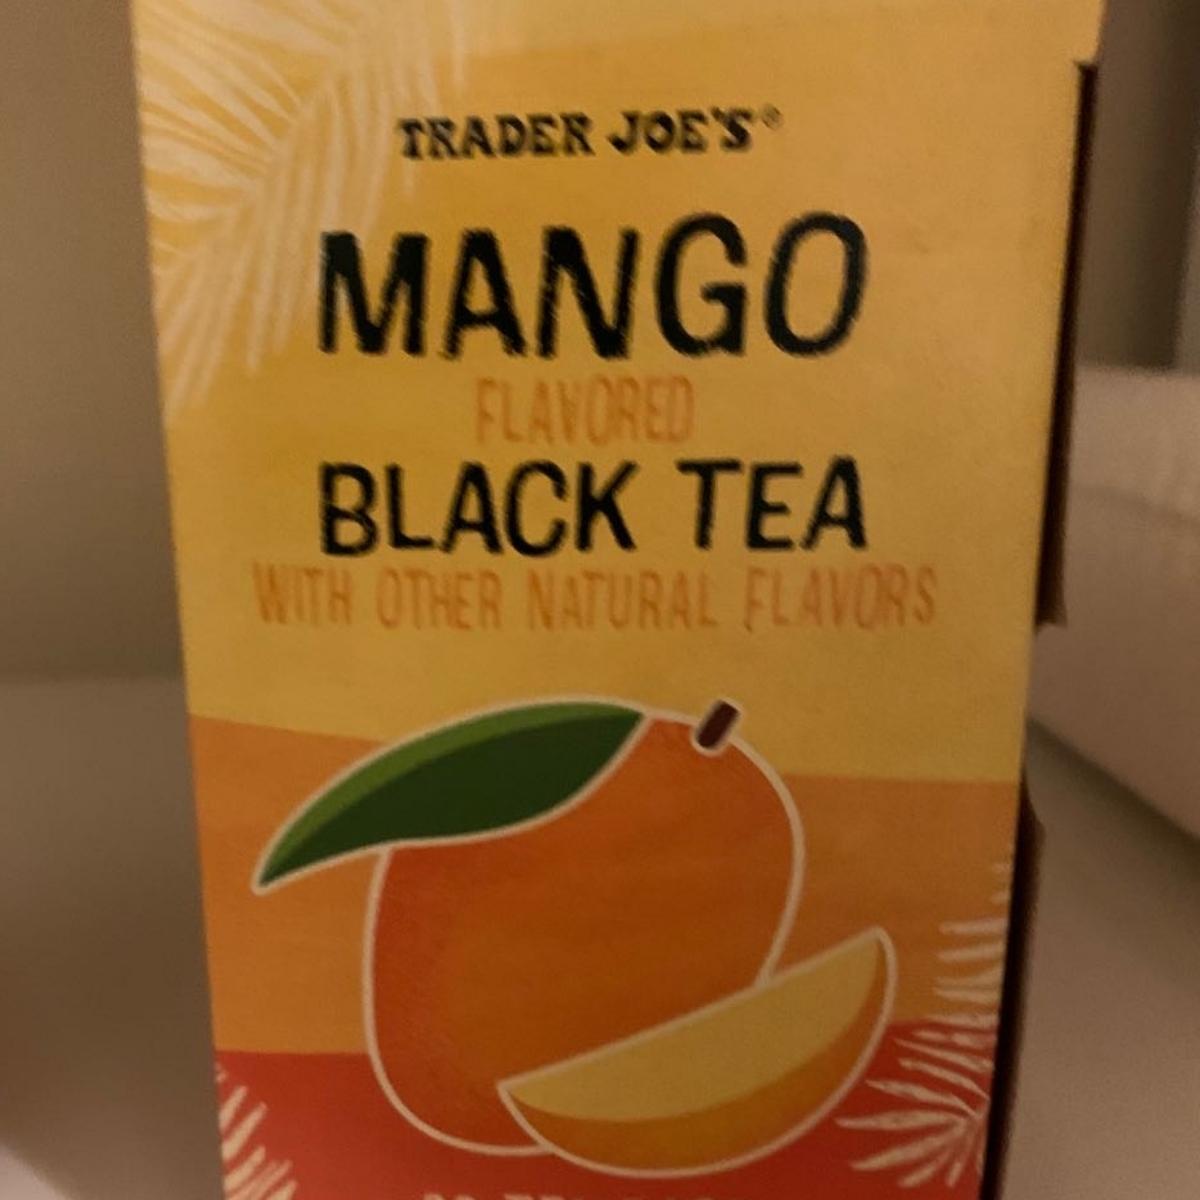 TRADER JOE'S®
MANGO
FLAVORED
BLACK TEA
WITH OTHER NATURAL FLAVORS